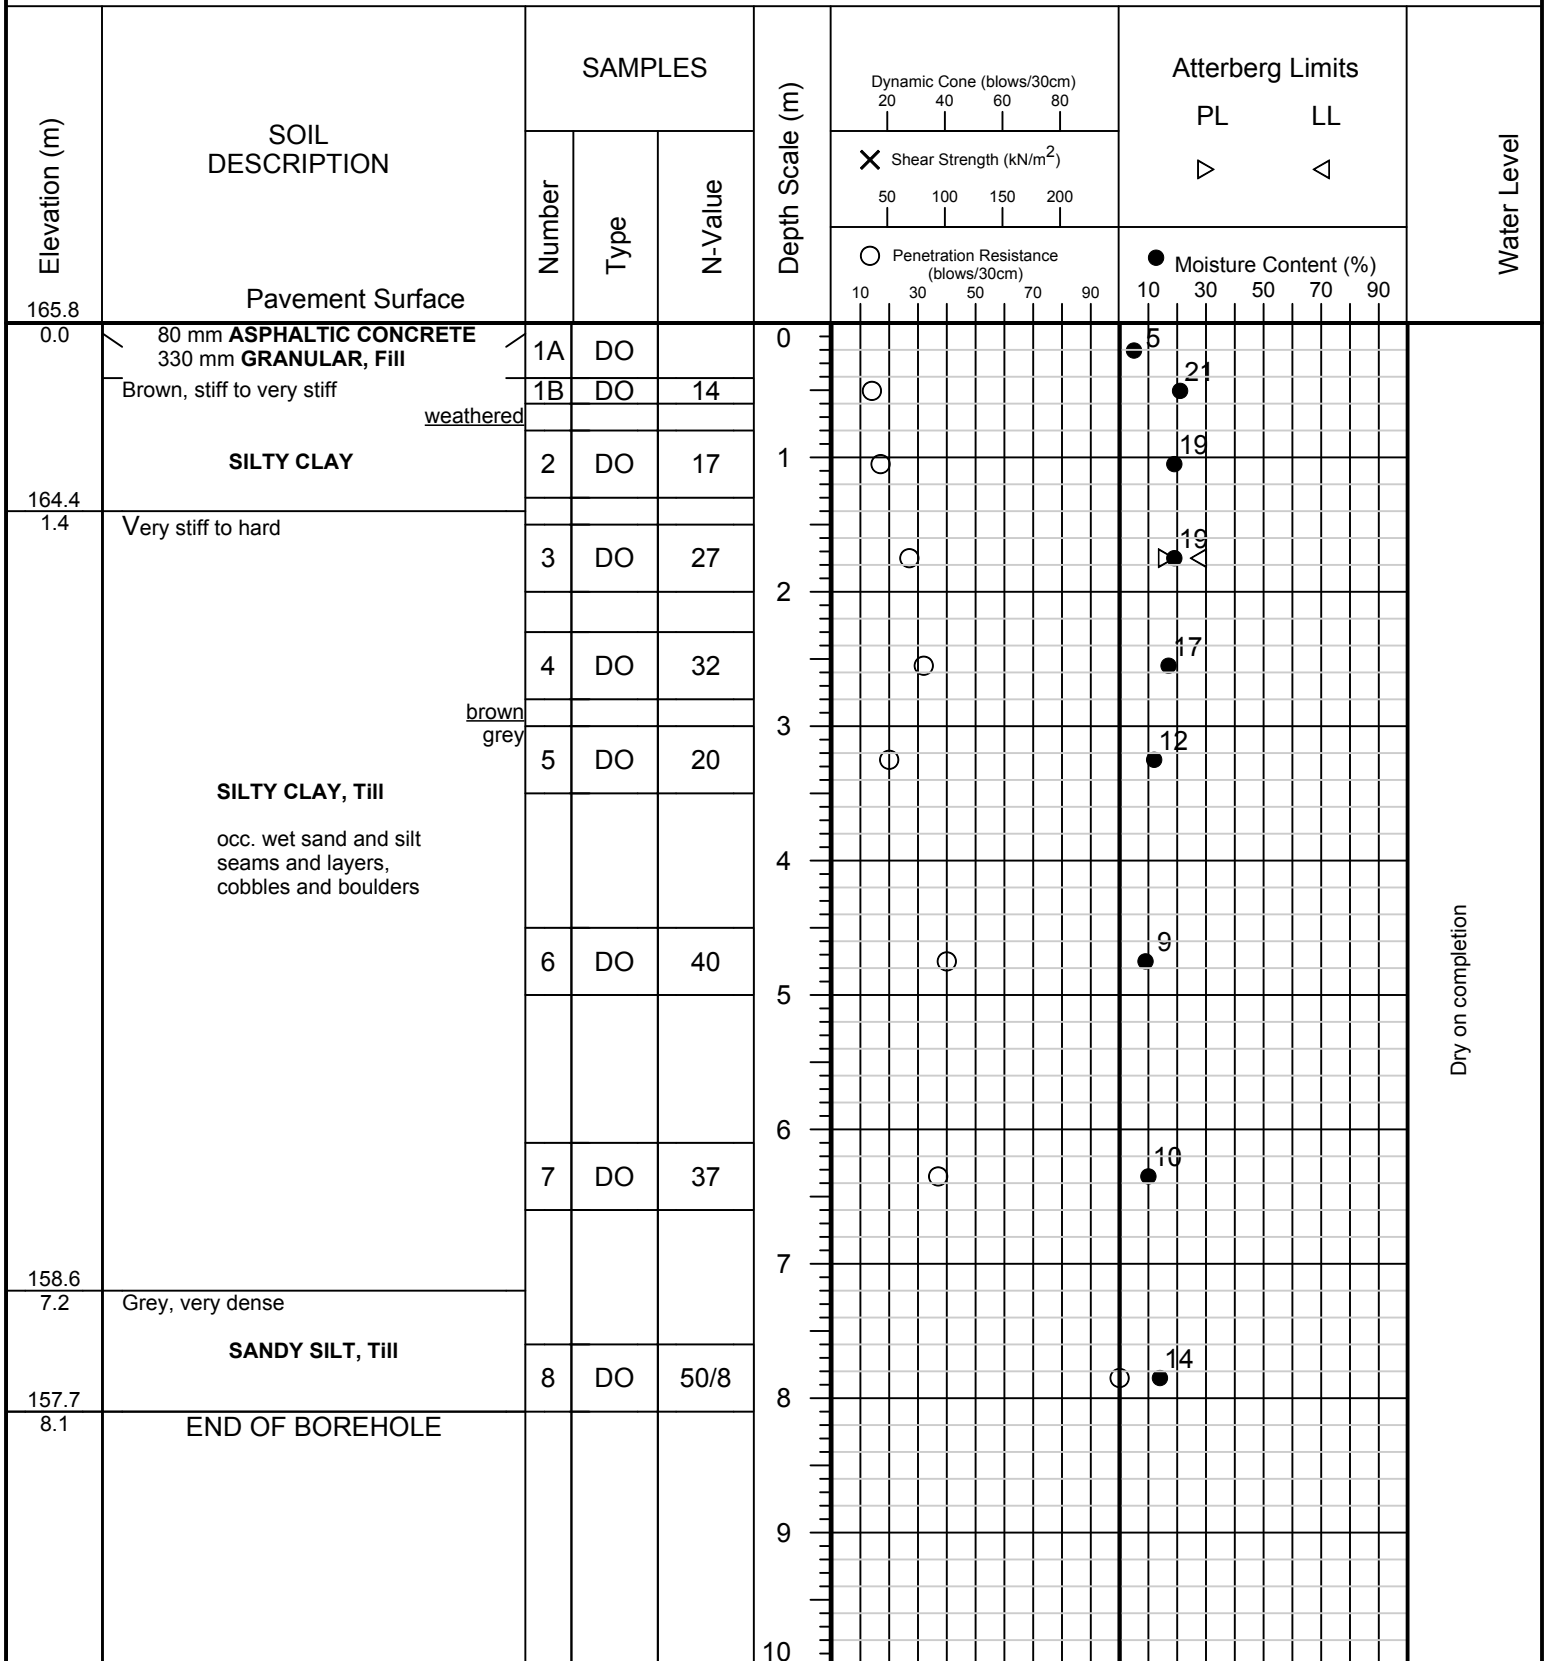 Elevation (m)
SOIL
DESCRIPTION
Pavement Surface
SAMPLES
Number
Type
N-Value
Depth Scale (m)
Dynamic Cone (blows/30cm)
20 40 60 80
Shear Strength (kN/m2)
50 100 150 200
Penetration Resistance
(blows/30cm)
10 30 50 70 90
Atterberg Limits
PL LL
Moisture Content (%)
10 30 50 70 90
Water Level
165.8
0.0
80 mm ASPHALTIC CONCRETE
330 mm GRANULAR, Fill
1A DO
0
5
Brown, stiff to very stiff
1B DO 14
21
weathered
SILTY CLAY
2 DO 17
1
19
164.4
1.4
Very stiff to hard
3 DO 27
19
2
4 DO 32
17
brown
grey
3
5 DO 20
12
SILTY CLAY, Till
occ. wet sand and silt
seams and layers,
cobbles and boulders
4
6 DO 40
9
5
Dry on completion
6
7 DO 37
10
7
158.6
7.2
Grey, very dense
SANDY SILT, Till
8 DO 50/8
14
157.7
8
8.1
END OF BOREHOLE
9
10